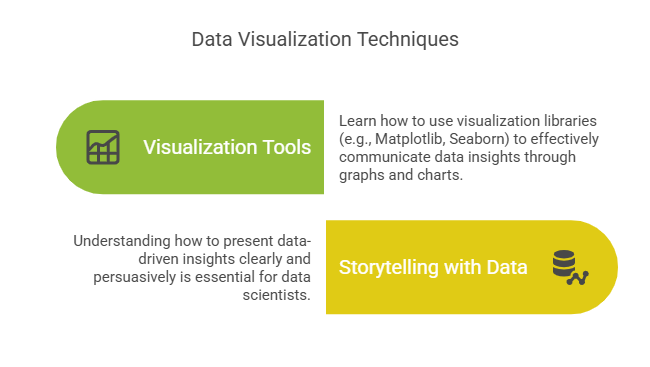 Data Visualization Techniques
Visualization Tools
Learn how to use visualization libraries
(e.g., Matplotlib, Seaborn) to effectively
communicate data insights through
graphs and charts.
Understanding how to present data-
driven insights clearly and
persuasively is essential for data
scientists.
Storytelling with Data